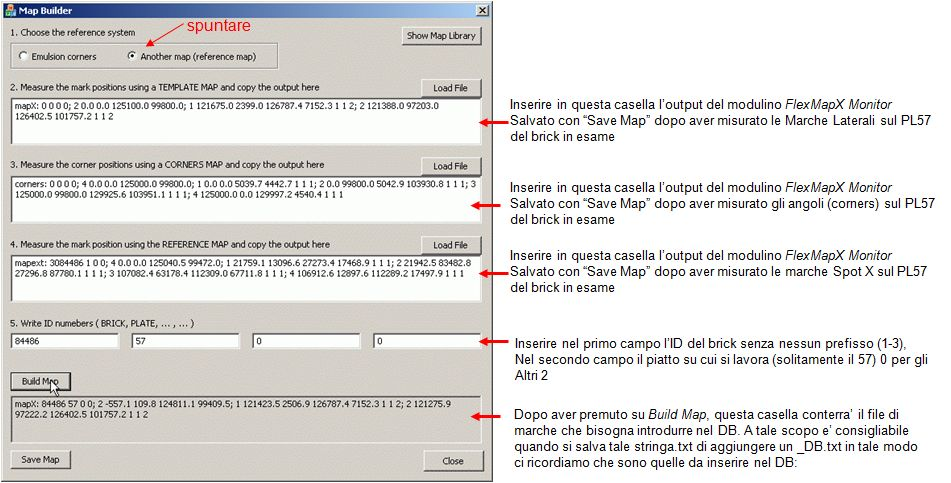 Map Builder
spuntare
1. Choose the reference system
Show Map Library
Emulsion corners
Another map (reference map)
2. Measure the mark positions using a TEMPLATE MAP and copy the output here
Load File
mapX: 0 0 0 0; 2 0.0 0.0 125100.0 99800.0; 1 121675.0 2399.0 126787.4 7152.3 1 1 2; 2 121388.0 97203.0
126402.5 101757.2 1 1 2
Inserire in questa casella l'output del modulino FlexMapX Monitor
Salvato con "Save Map" dopo aver misurato le Marche Laterali sul PL57
del brick in esame
3. Measure the corner positions using a CORNERS MAP and copy the output here
Load File
corners: 0 0 0 0; 4 0.0 0.0 125000.0 99800.0; 1 0.0 0.0 5039.7 4442.7 1 1 1; 2 0.0 99800.0 5042.9 103930.8 1 1 1; 3
125000.0 99800.0 129925.6 103951.1 1 1 1; 4 125000.0 0.0 129997.2 4540.4 1 1 1
Inserire in questa casella l'output del modulino FlexMapX Monitor
Salvato con "Save Map" dopo aver misurato gli angoli (corners) sul PL57
del brick in esame
4. Measure the mark position using the REFERENCE MAP and copy the output here
Load File
mapext: 3084486 1 0 0; 4 0.0 0.0 125040.5 99472.0; 1 21759.1 13096.6 27273.4 17468.9 1 1 1; 2 21942.5 83482.8
27296.8 87780.1 1 1 1; 3 107082.4 63178.4 112309.0 67711.8 1 1 1; 4 106912.6 12897.6 112289.2 17497.9 1 1 1
Inserire in questa casella l'output del modulino FlexMapX Monitor
Salvato con "Save Map" dopo aver misurato le marche Spot X sul PL57
del brick in esame
5. Write ID numebers ( BRICK, PLATE, ... , ... )
84486
57
0
0
Inserire nel primo campo l'ID del brick senza nessun prefisso (1-3),
Nel secondo campo il piatto su cui si lavora (solitamente il 57) 0 per gli
Altri 2
Build Map
mapX: 84486 57 0 0; 2 -557.1 109.8 124811.1 99409.5; 1 121423.5 2506.9 126787.4 7152.3 1 1 2; 2 121275.9
97222.2 126402.5 101757.2 1 1 2
Dopo aver premuto su Build Map, questa casella conterra' il file di
marche che bisogna introdurre nel DB. A tale scopo e' consigliabile
quando si salva tale stringa.txt di aggiungere un _DB.txt in tale modo
ci ricordiamo che sono quelle da inserire nel DB:
Save Map
Close